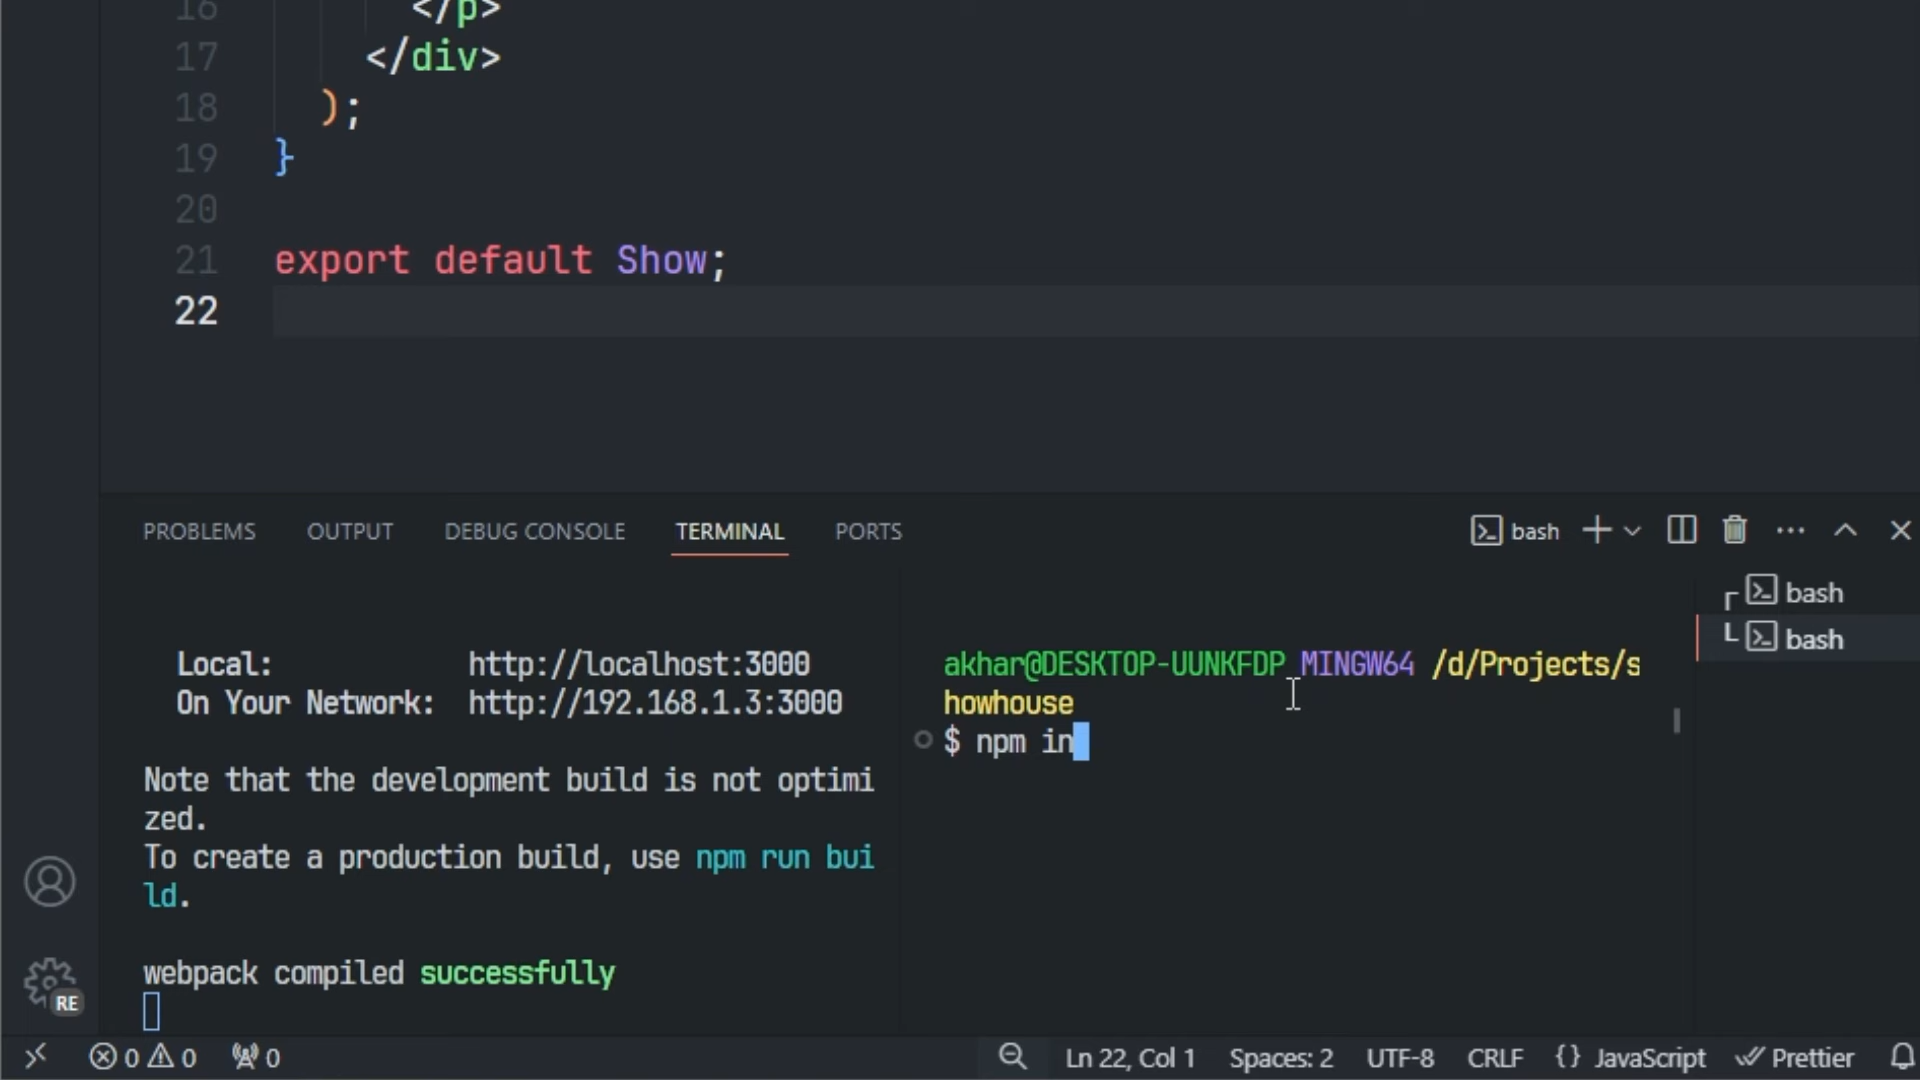 16 </p>
17 </div>
18 );
19 }
20
21 export default Show;
22
PROBLEMS OUTPUT DEBUG CONSOLE TERMINAL PORTS bash
bash
bash
Local: http://localhost:3000
On Your Network: http://192.168.1.3:3000
Note that the development build is not optimi
zed.
To create a production build, use npm run bui
ld.
webpack compiled successfully
akhar@DESKTOP-UUNKFDP MINGW64 /d/Projects/s
howhouse
$ npm in
RE
0 0 0 Ln 22, Col 1 Spaces: 2 UTF-8 CRLF {} JavaScript Prettier